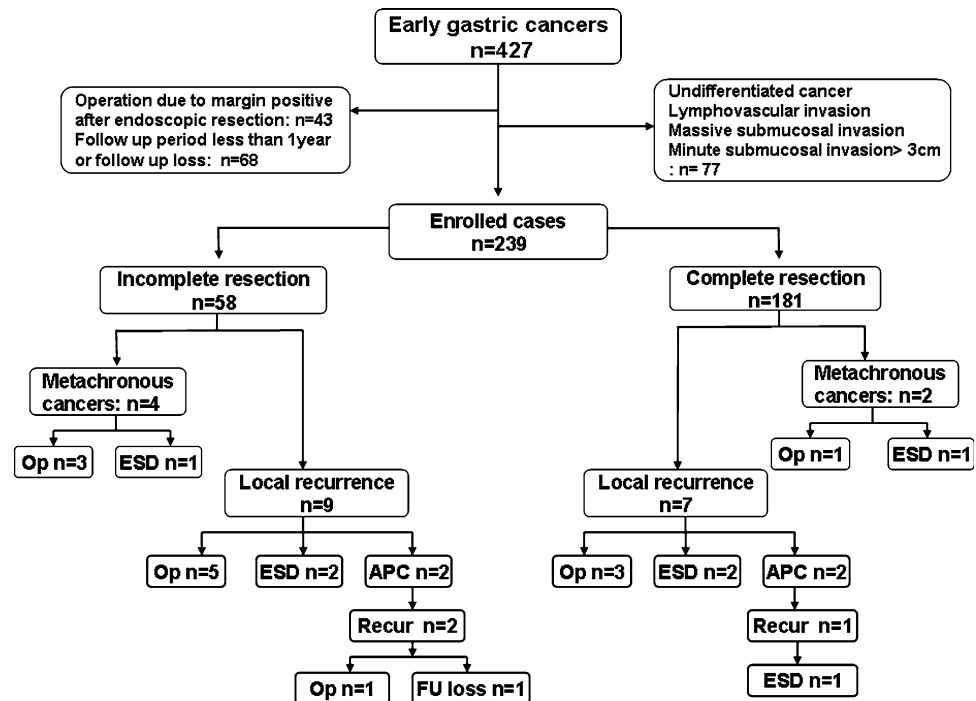 Early gastric cancers
n=427
Operation due to margin positive
after endoscopic resection: n=43
Follow up period less than 1year
or follow up loss: n=68
Undifferentiated cancer
Lymphovascular invasion
Massive submucosal invasion
Minute submucosal invasion> 3cm
: n= 77
Enrolled cases
n=239
Incomplete resection
n=58
Complete resection
n=181
Metachronous
cancers: n=4
Metachronous
cancers: n=2
Op n=3
ESD n=1
Op n=1
ESD n=1
Local recurrence
n=9
Local recurrence
n=7
Op n=5
ESD n=2
APC n=2
Op n=3
ESD n=2
APC n=2
Recur n=2
Recur n=1
Op n=1
FU loss n=1
ESD n=1